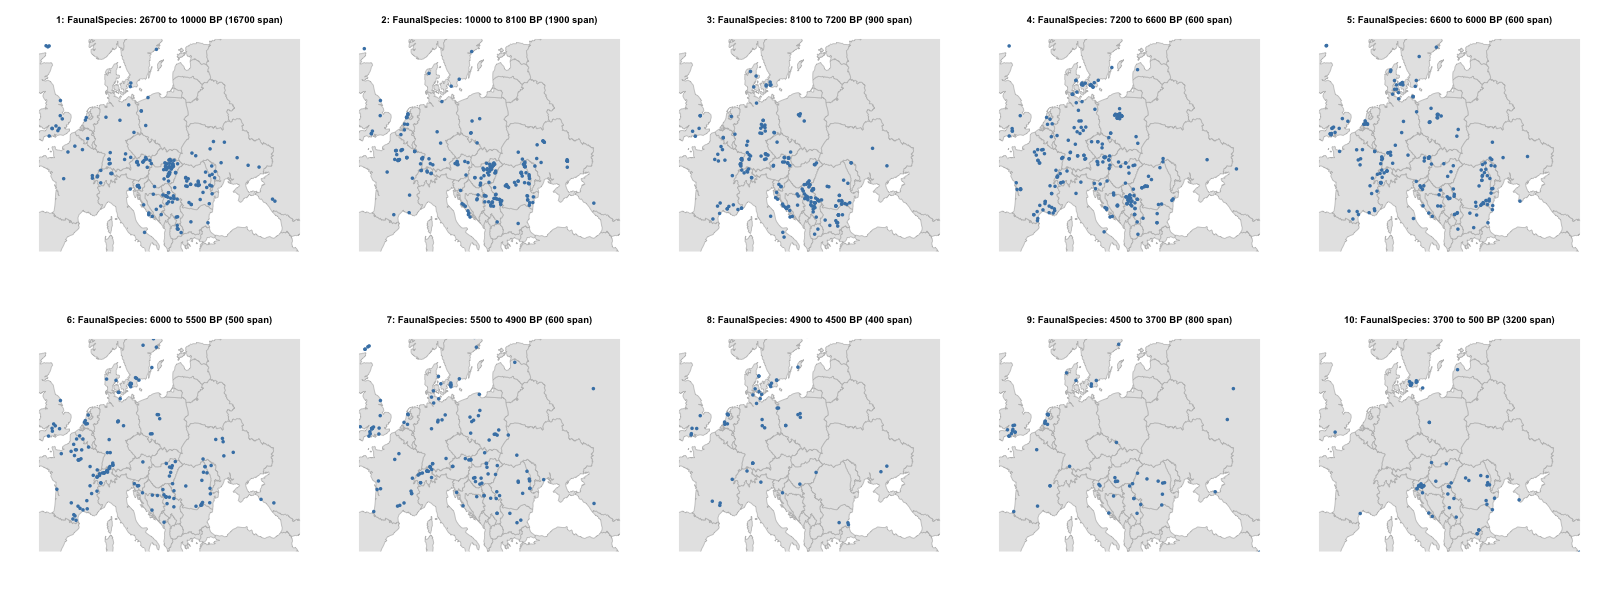 1: FaunalSpecies: 26700 to 10000 BP (16700 span)
2: FaunalSpecies: 10000 to 8100 BP (1900 span)
3: FaunalSpecies: 8100 to 7200 BP (900 span)
4: FaunalSpecies: 7200 to 6600 BP (600 span)
5: FaunalSpecies: 6600 to 6000 BP (600 span)
6: FaunalSpecies: 6000 to 5500 BP (500 span)
7: FaunalSpecies: 5500 to 4900 BP (600 span)
8: FaunalSpecies: 4900 to 4500 BP (400 span)
9: FaunalSpecies: 4500 to 3700 BP (800 span)
10: FaunalSpecies: 3700 to 500 BP (3200 span)